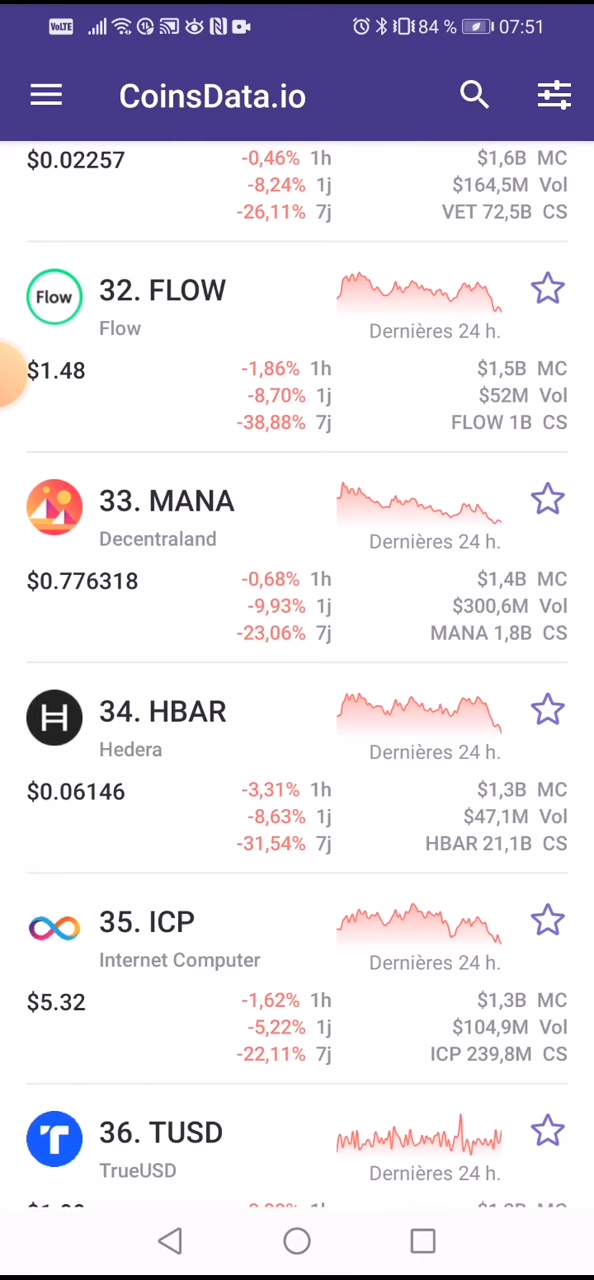 VoLTE 84 % 07:51
CoinsData.io
$0.02257 -0,46% 1h $1,6B MC
-8,24% 1j $164,5M Vol
-26,11% 7j VET 72,5B CS
Flow 32. FLOW
Flow Dernières 24 h.
$1.48 -1,86% 1h $1,5B MC
-8,70% 1j $52M Vol
-38,88% 7j FLOW 1B CS
33. MANA
Decentraland Dernières 24 h.
$0.776318 -0,68% 1h $1,4B MC
-9,93% 1j $300,6M Vol
-23,06% 7j MANA 1,8B CS
34. HBAR
Hedera Dernières 24 h.
$0.06146 -3,31% 1h $1,3B MC
-8,63% 1j $47,1M Vol
-31,54% 7j HBAR 21,1B CS
35. ICP
Internet Computer Dernières 24 h.
$5.32 -1,62% 1h $1,3B MC
-5,22% 1j $104,9M Vol
-22,11% 7j ICP 239,8M CS
36. TUSD
TrueUSD Dernières 24 h.